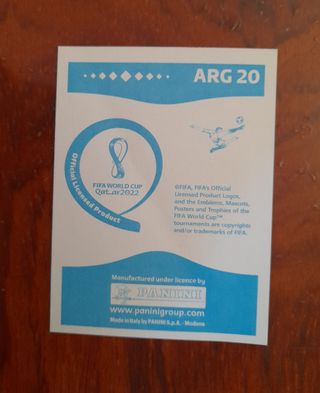 ARG 20
Official Licensed Product
FIFA WORLD CUP
Qatar2022
©FIFA, FIFA's Official
Licensed Product Logos,
and the Emblems, Mascots,
Posters and Trophies of the
FIFA World Cup™
tournaments are copyrights
and/or trademarks of FIFA.
Manufactured under licence by
PANINI
www.paninigroup.com
Made in Italy by PANINI S.p.A. - Modena